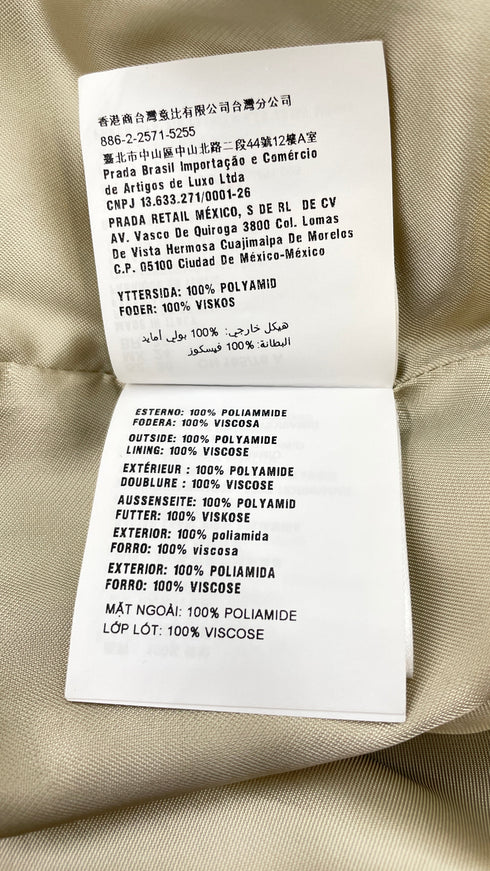 香港商台灣意比有限公司台灣分公司
886-2-2571-5255
臺北市中山區中山北路二段44號12樓A室
Prada Brasil Importação e Comércio
de Artigos de Luxo Ltda
CNPJ 13.633.271/0001-26
PRADA RETAIL MÉXICO, S DE RL DE CV
AV. Vasco De Quiroga 3800 Col. Lomas
De Vista Hermosa Cuajimalpa De Morelos
C.P. 05100 Ciudad De México-México
YTTERSIDA: 100% POLYAMID
FODER: 100% VISKOS
هيكل خارجي: 100% بولي أمايد
البطانة: 100% فيسكوز
ESTERNO: 100% POLIAMMIDE
FODERA: 100% VISCOSA
OUTSIDE: 100% POLYAMIDE
LINING: 100% VISCOSE
EXTÉRIEUR : 100% POLYAMIDE
DOUBLURE : 100% VISCOSE
AUSSENSEITE: 100% POLYAMID
FUTTER: 100% VISKOSE
EXTERIOR: 100% poliamida
FORRO: 100% viscosa
EXTERIOR: 100% POLIAMIDA
FORRO: 100% VISCOSE
MẶT NGOÀI: 100% POLIAMIDE
LỚP LÓT: 100% VISCOSE